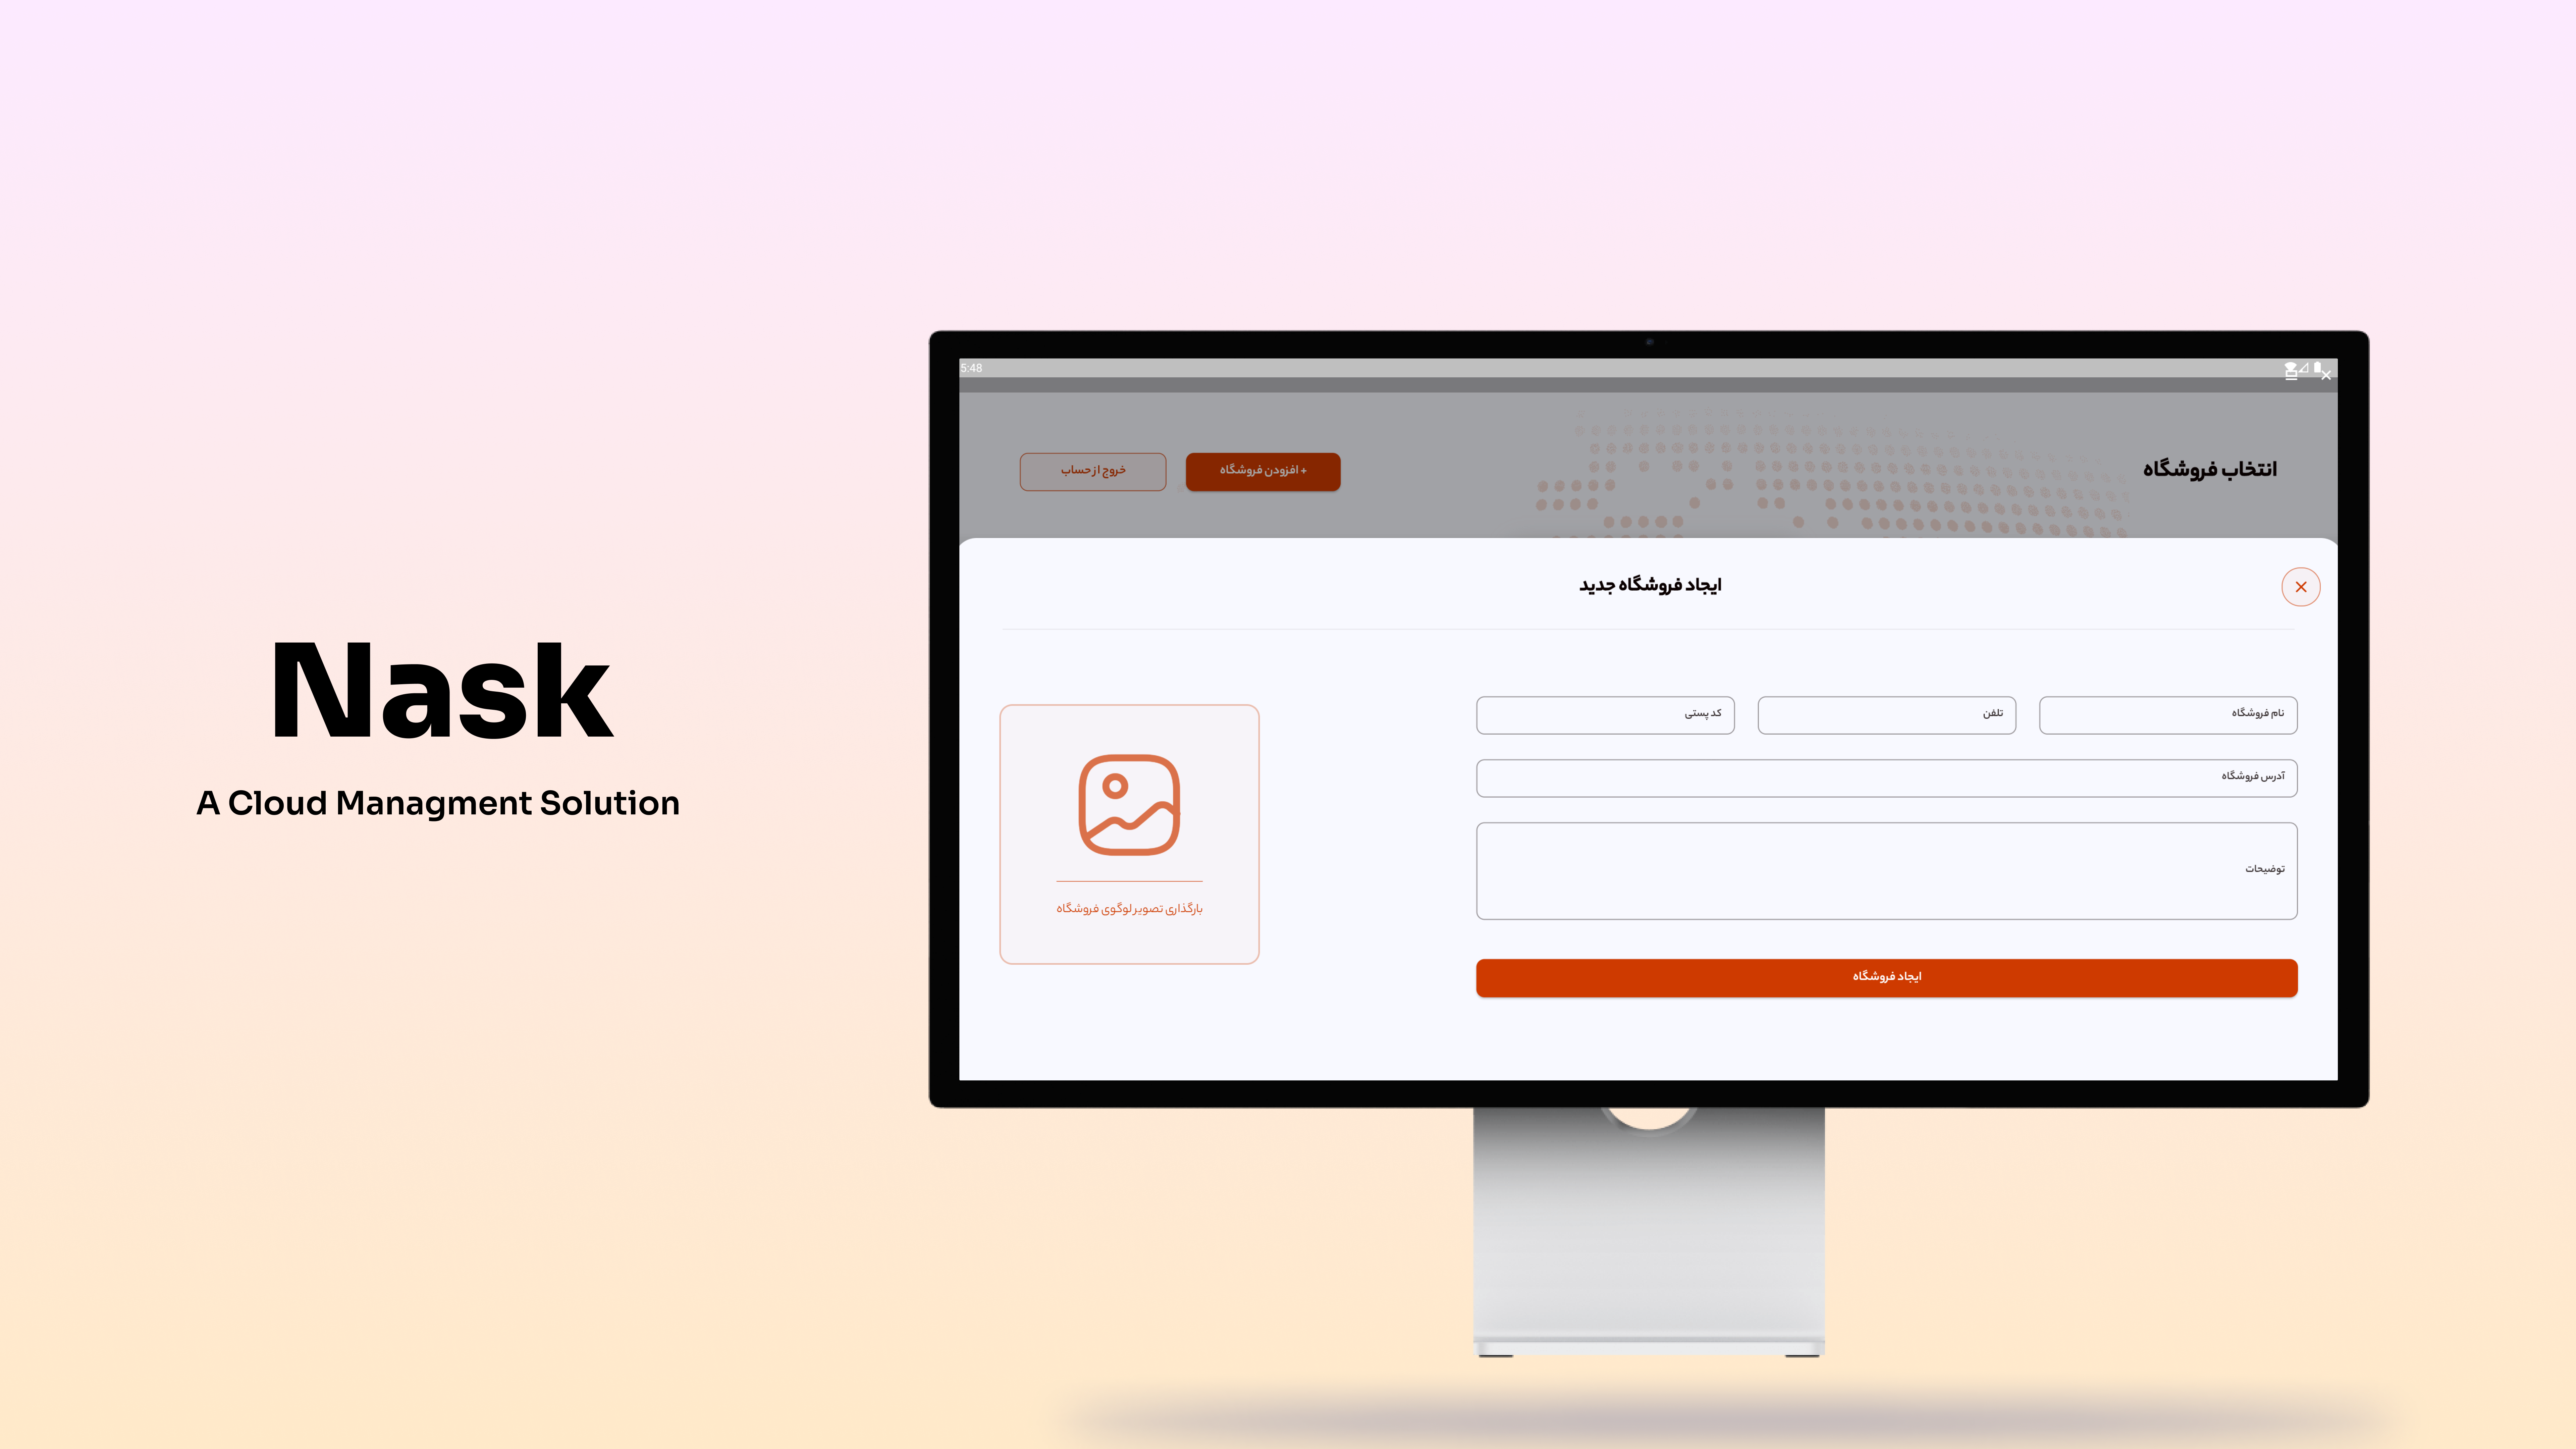 Nask
A Cloud Managment Solution
5:48
انتخاب فروشگاه
+ افزودن فروشگاه
خروج از حساب
ایجاد فروشگاه جدید
نام فروشگاه
تلفن
کد پستی
آدرس فروشگاه
توضیحات
ایجاد فروشگاه
بارگذاری تصویر لوگوی فروشگاه